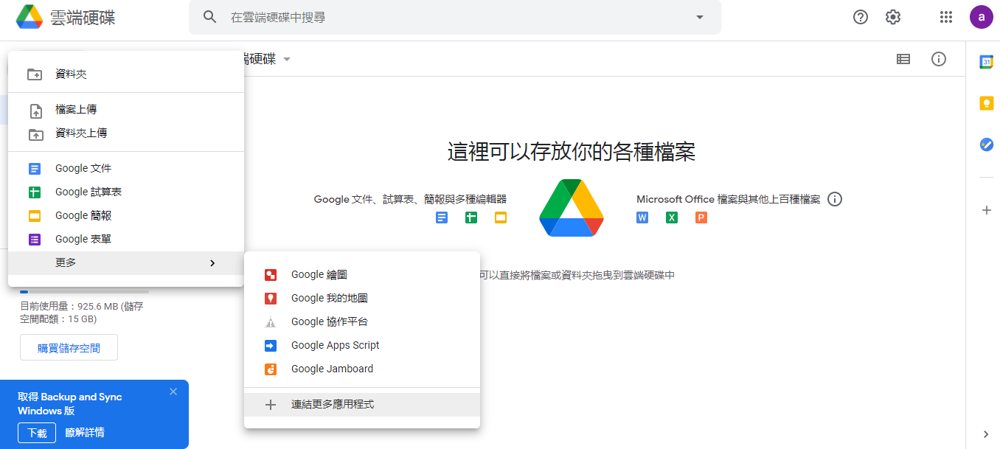 雲端硬碟
在雲端硬碟中搜尋
a
端硬碟
資料夾
檔案上傳
資料夾上傳
Google 文件
Google 試算表
Google 簡報
Google 表單
更多
Google 繪圖
Google 我的地圖
Google 協作平台
Google Apps Script
Google Jamboard
連結更多應用程式
這裡可以存放你的各種檔案
Google 文件、試算表、簡報與多種編輯器
Microsoft Office 檔案與其他上百種檔案
W X P
可以直接將檔案或資料夾拖曳到雲端硬碟中
目前使用量：925.6 MB (儲存
空間配額：15 GB)
購買儲存空間
取得 Backup and Sync
Windows 版
下載 瞭解詳情
31